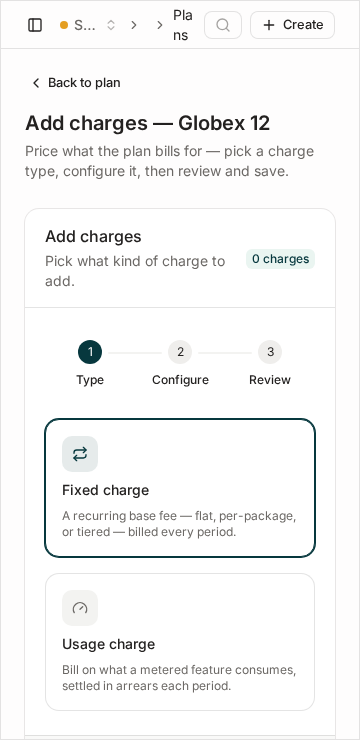 S...
Pla
ns
Create
Back to plan
Add charges — Globex 12
Price what the plan bills for — pick a charge
type, configure it, then review and save.
Add charges
Pick what kind of charge to
add.
0 charges
1
2
3
Type
Configure
Review
Fixed charge
A recurring base fee — flat, per-package,
or tiered — billed every period.
Usage charge
Bill on what a metered feature consumes,
settled in arrears each period.